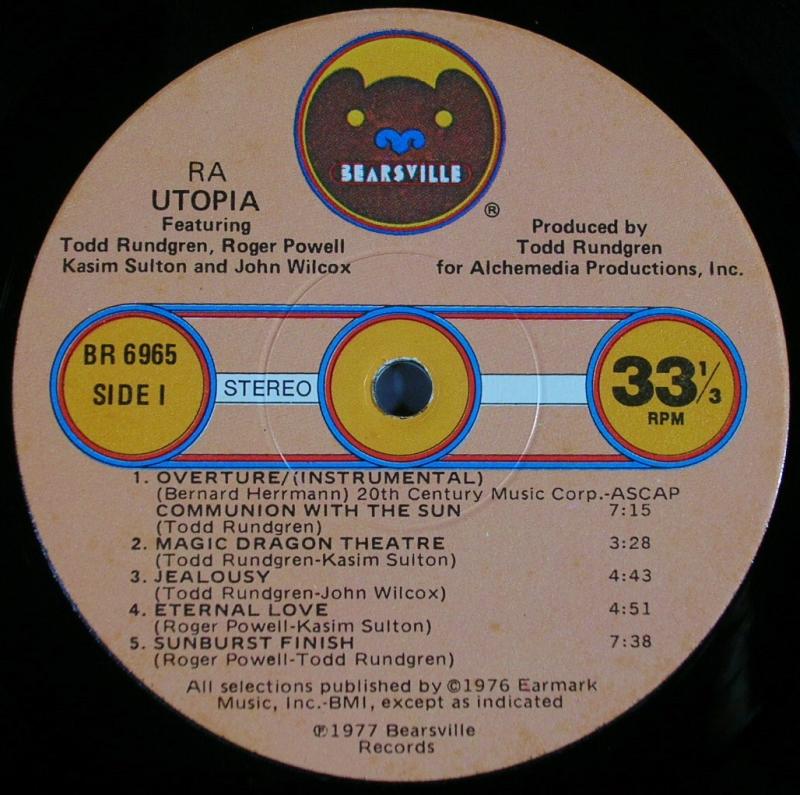 BEARSVILLE
®
RA
UTOPIA
Featuring
Todd Rundgren, Roger Powell
Kasim Sulton and John Wilcox
Produced by
Todd Rundgren
for Alchemedia Productions, Inc.
BR 6965
SIDE I
STEREO
33 1/3
RPM
1. OVERTURE/(INSTRUMENTAL)
(Bernard Herrmann) 20th Century Music Corp.-ASCAP
COMMUNION WITH THE SUN 7:15
(Todd Rundgren)
2. MAGIC DRAGON THEATRE 3:28
(Todd Rundgren-Kasim Sulton)
3. JEALOUSY 4:43
(Todd Rundgren-John Wilcox)
4. ETERNAL LOVE 4:51
(Roger Powell-Kasim Sulton)
5. SUNBURST FINISH 7:38
(Roger Powell-Todd Rundgren)
All selections published by ©1976 Earmark
Music, Inc.-BMI, except as indicated
℗1977 Bearsville
Records